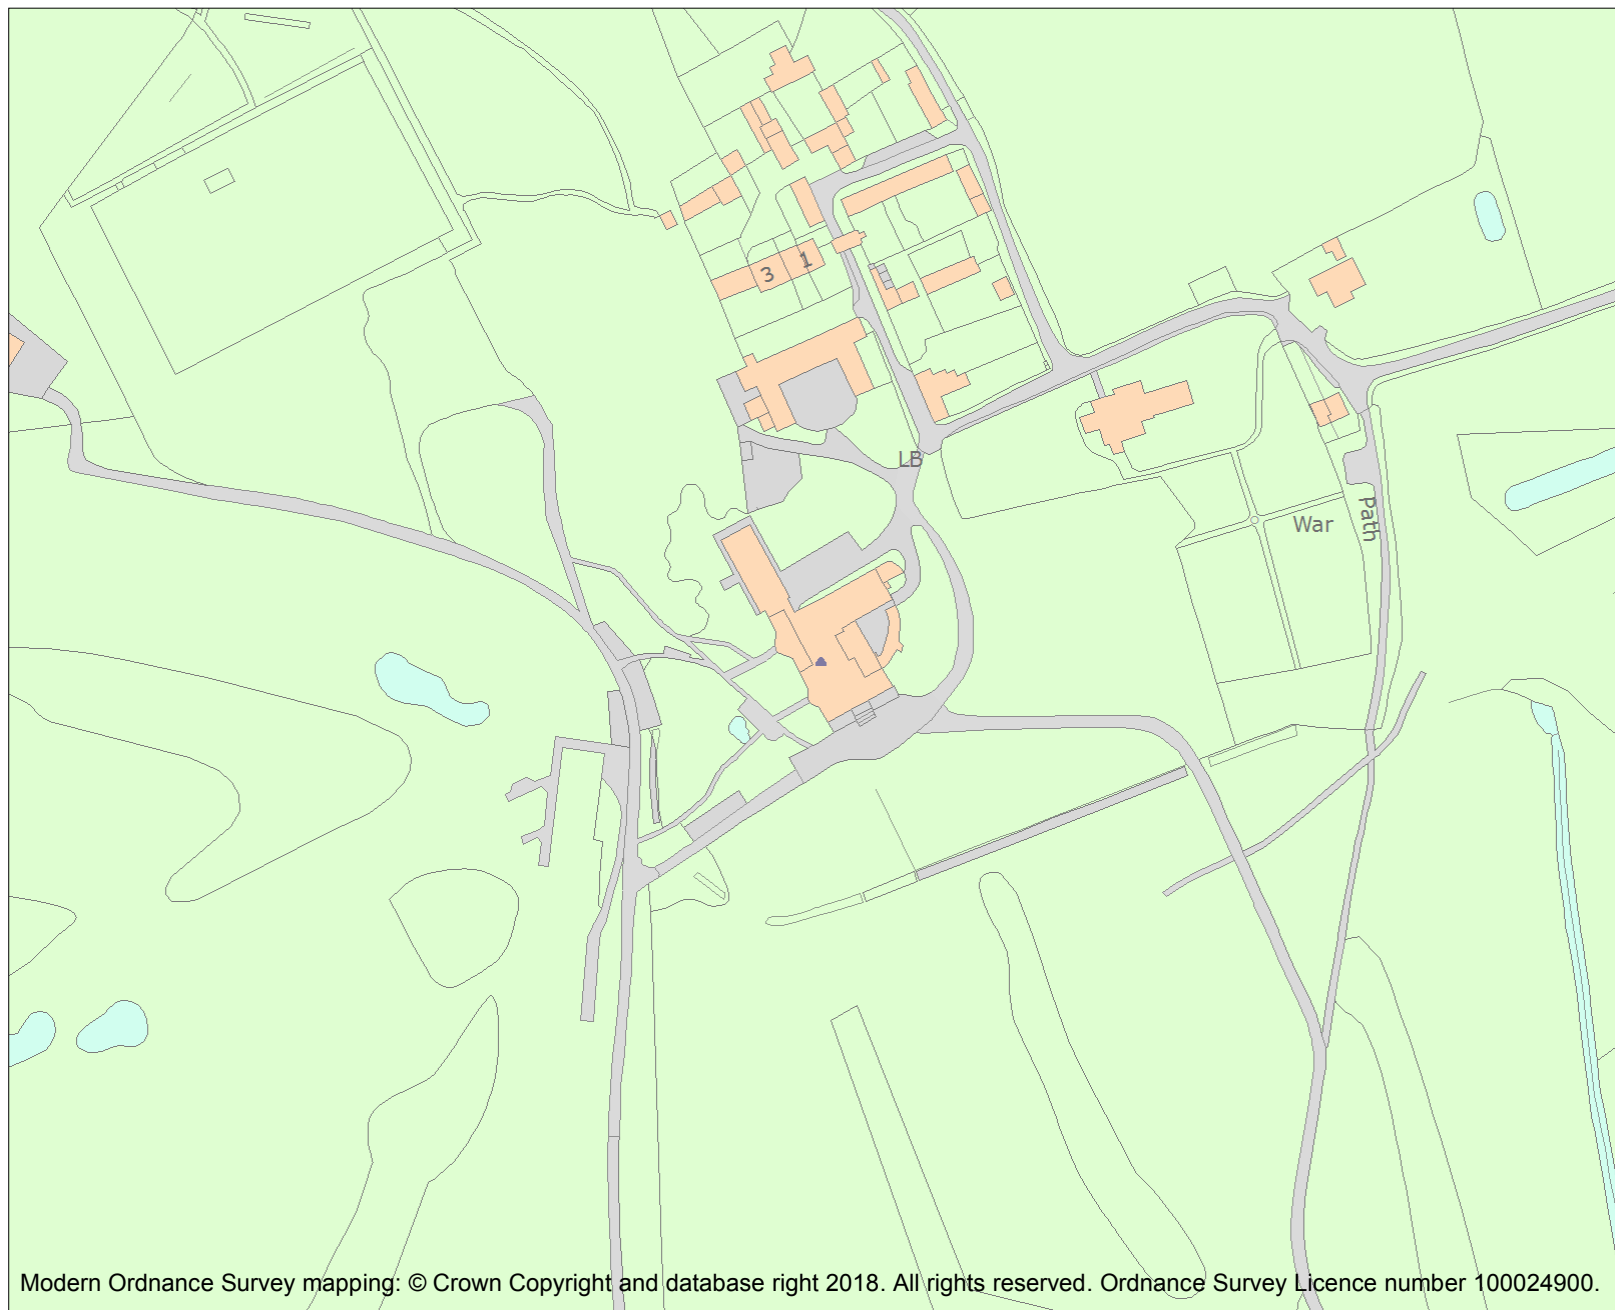 3
1
LB
War
Path
Modern Ordnance Survey mapping: © Crown Copyright and database right 2018. All rights reserved. Ordnance Survey Licence number 100024900.